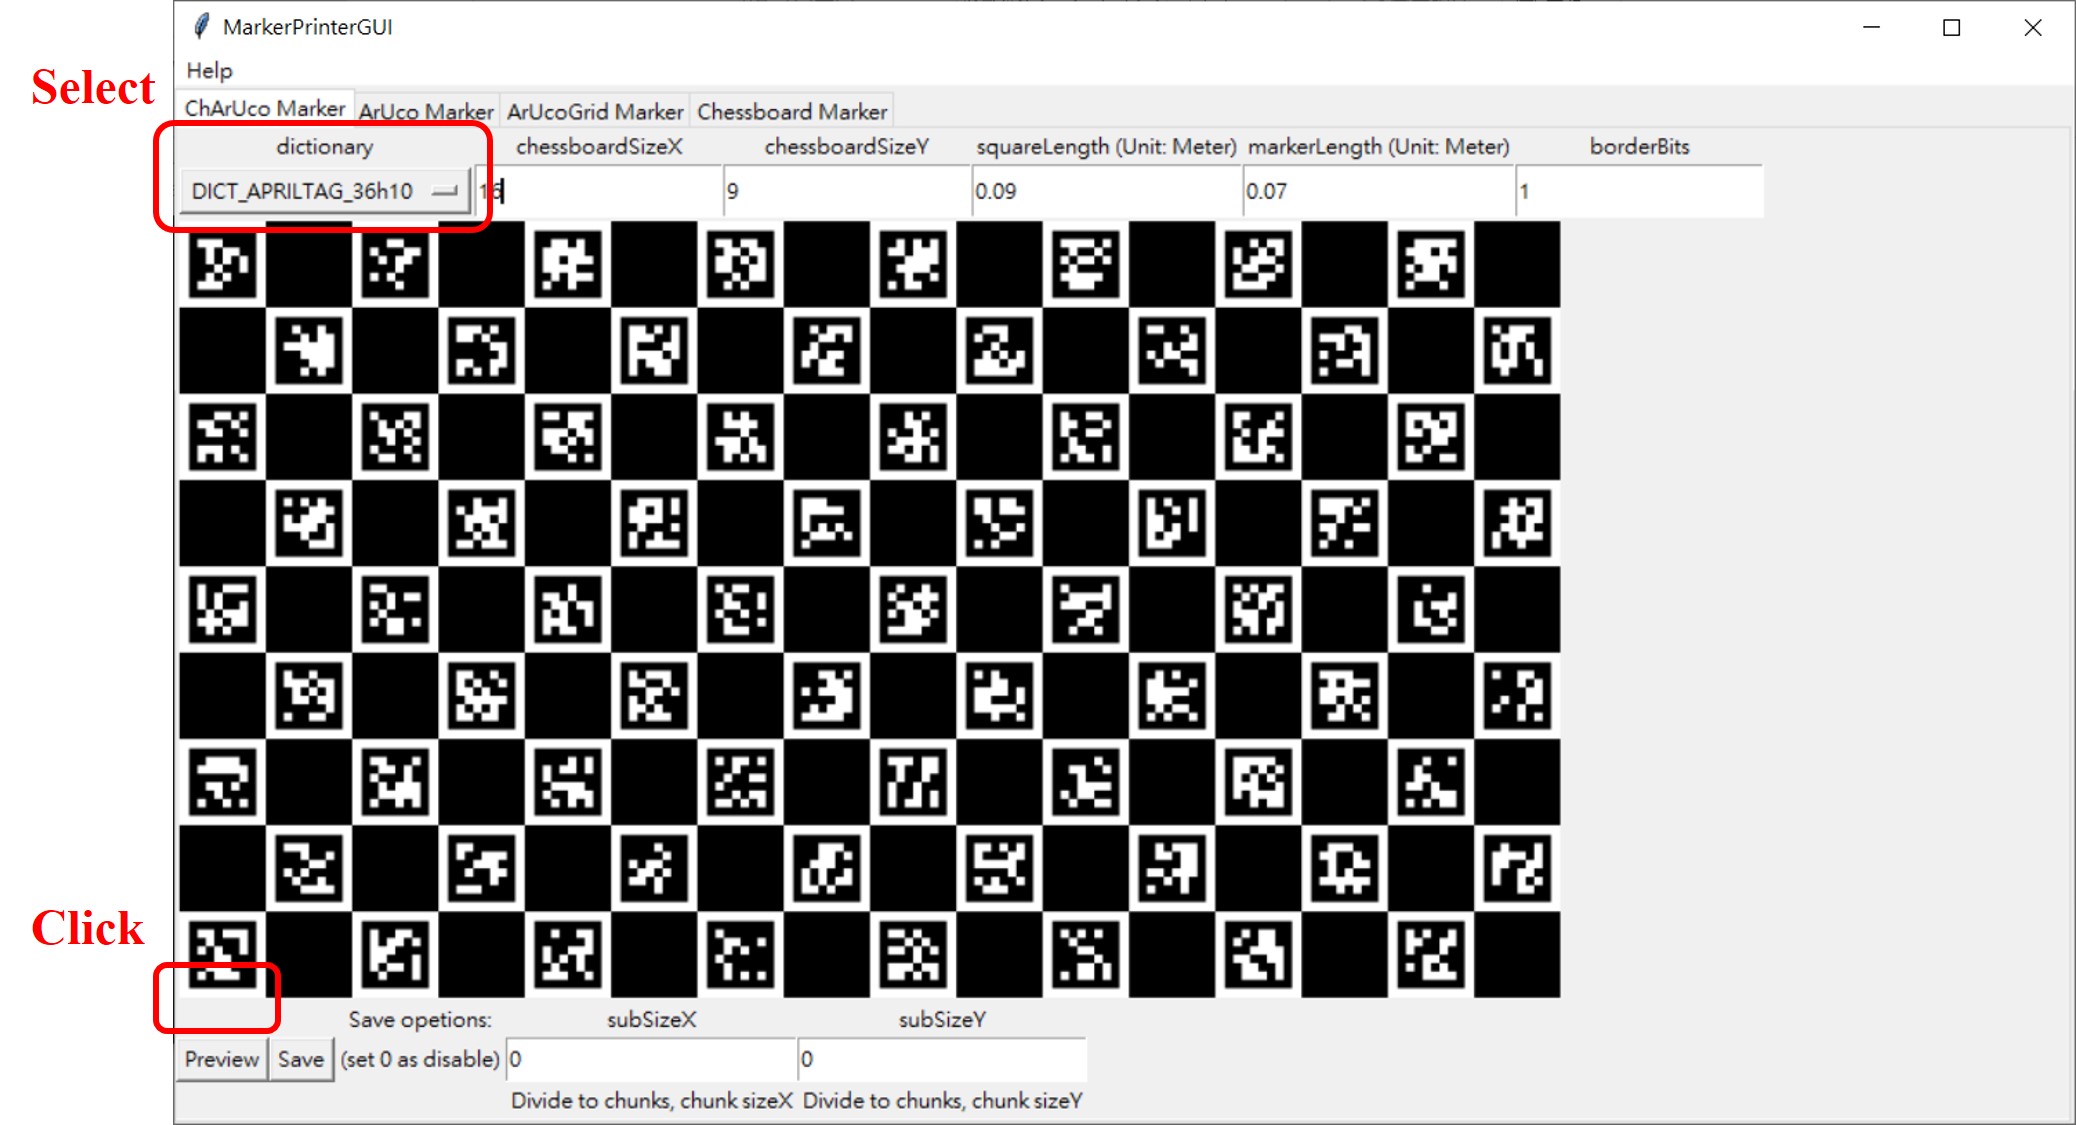 MarkerPrinterGUI
Help
Select
ChArUco Marker ArUco Marker ArUcoGrid Marker Chessboard Marker
dictionary chessboardSizeX chessboardSizeY squareLength (Unit: Meter) markerLength (Unit: Meter) borderBits
DICT_APRILTAG_36h10 16 9 0.09 0.07 1
Click
Save opetions: subSizeX subSizeY
Preview Save (set 0 as disable) 0 0
Divide to chunks, chunk sizeX Divide to chunks, chunk sizeY